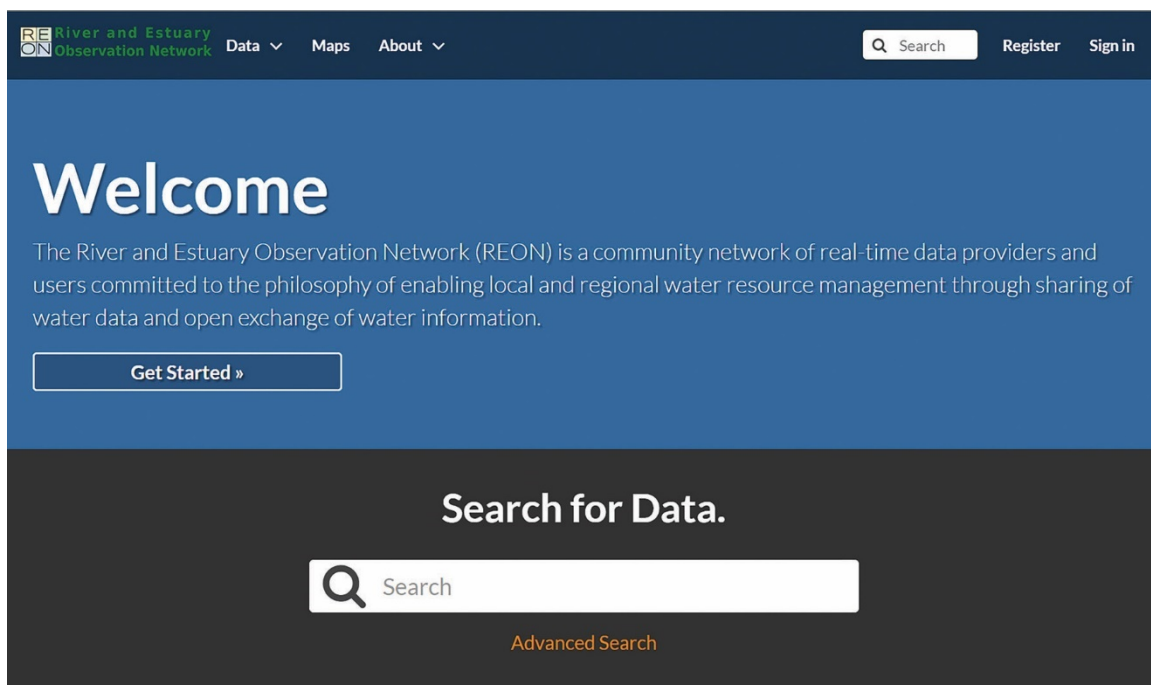 RE River and Estuary
ON Observation Network
Data
Maps
About
Search
Register
Sign in
Welcome
The River and Estuary Observation Network (REON) is a community network of real-time data providers and
users committed to the philosophy of enabling local and regional water resource management through sharing of
water data and open exchange of water information.
Get Started »
Search for Data.
Search
Advanced Search